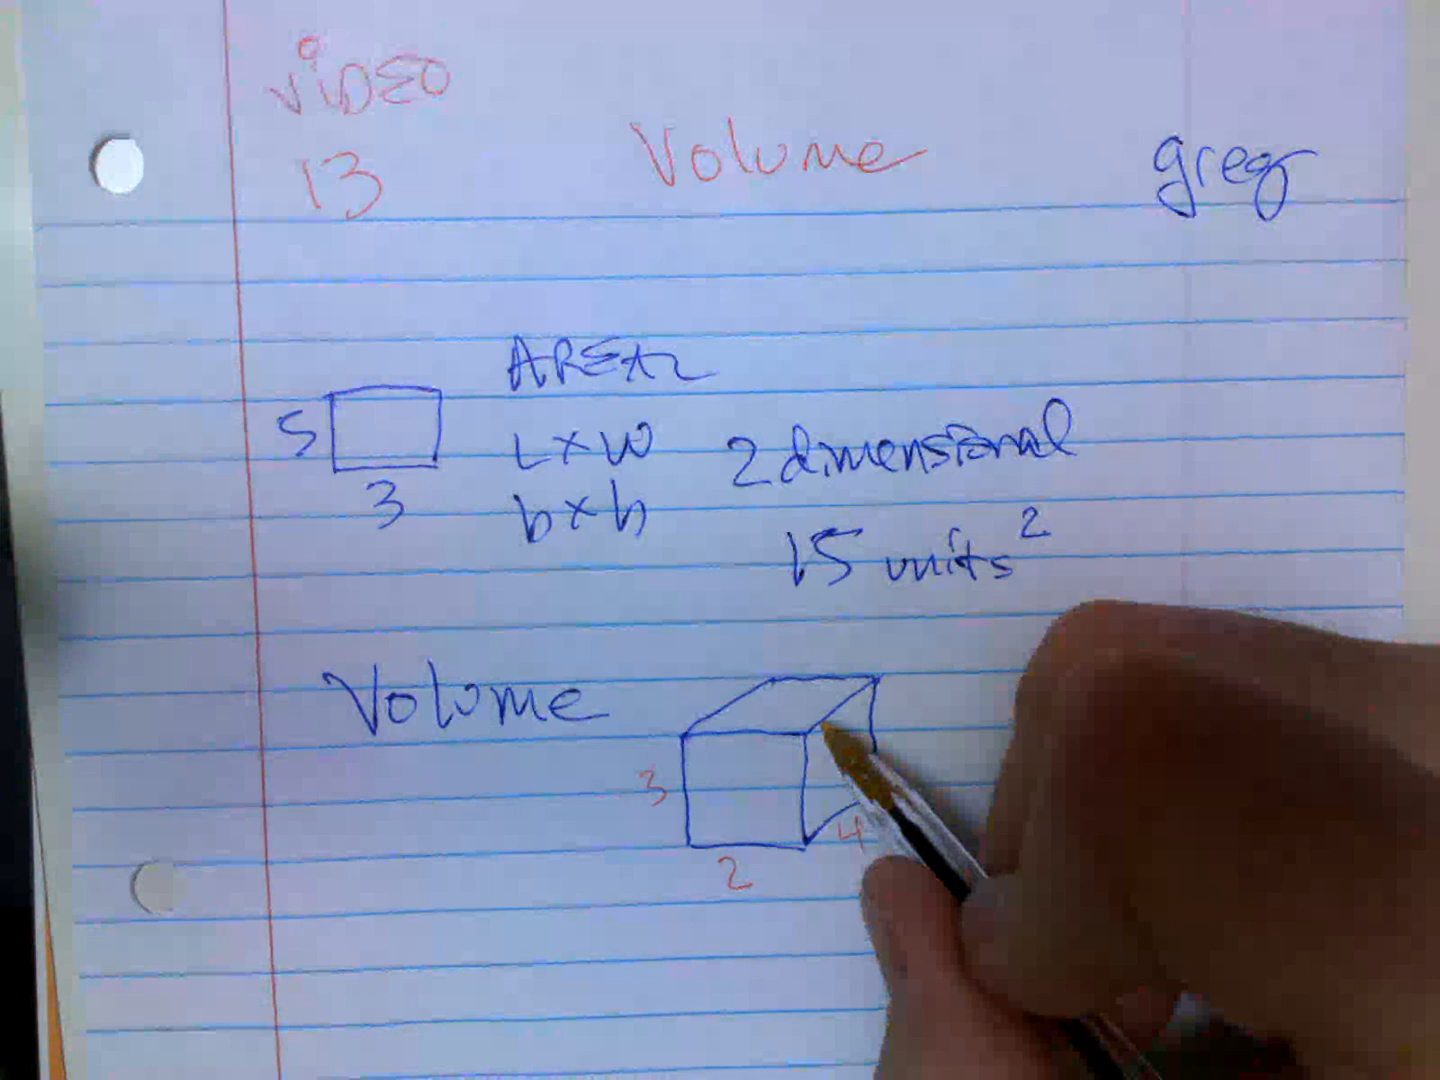 VIDEO
13
Volume
greg
AREA
5
L x W
2 dimensional
3
b x h
15 units²
Volume
3
4
2